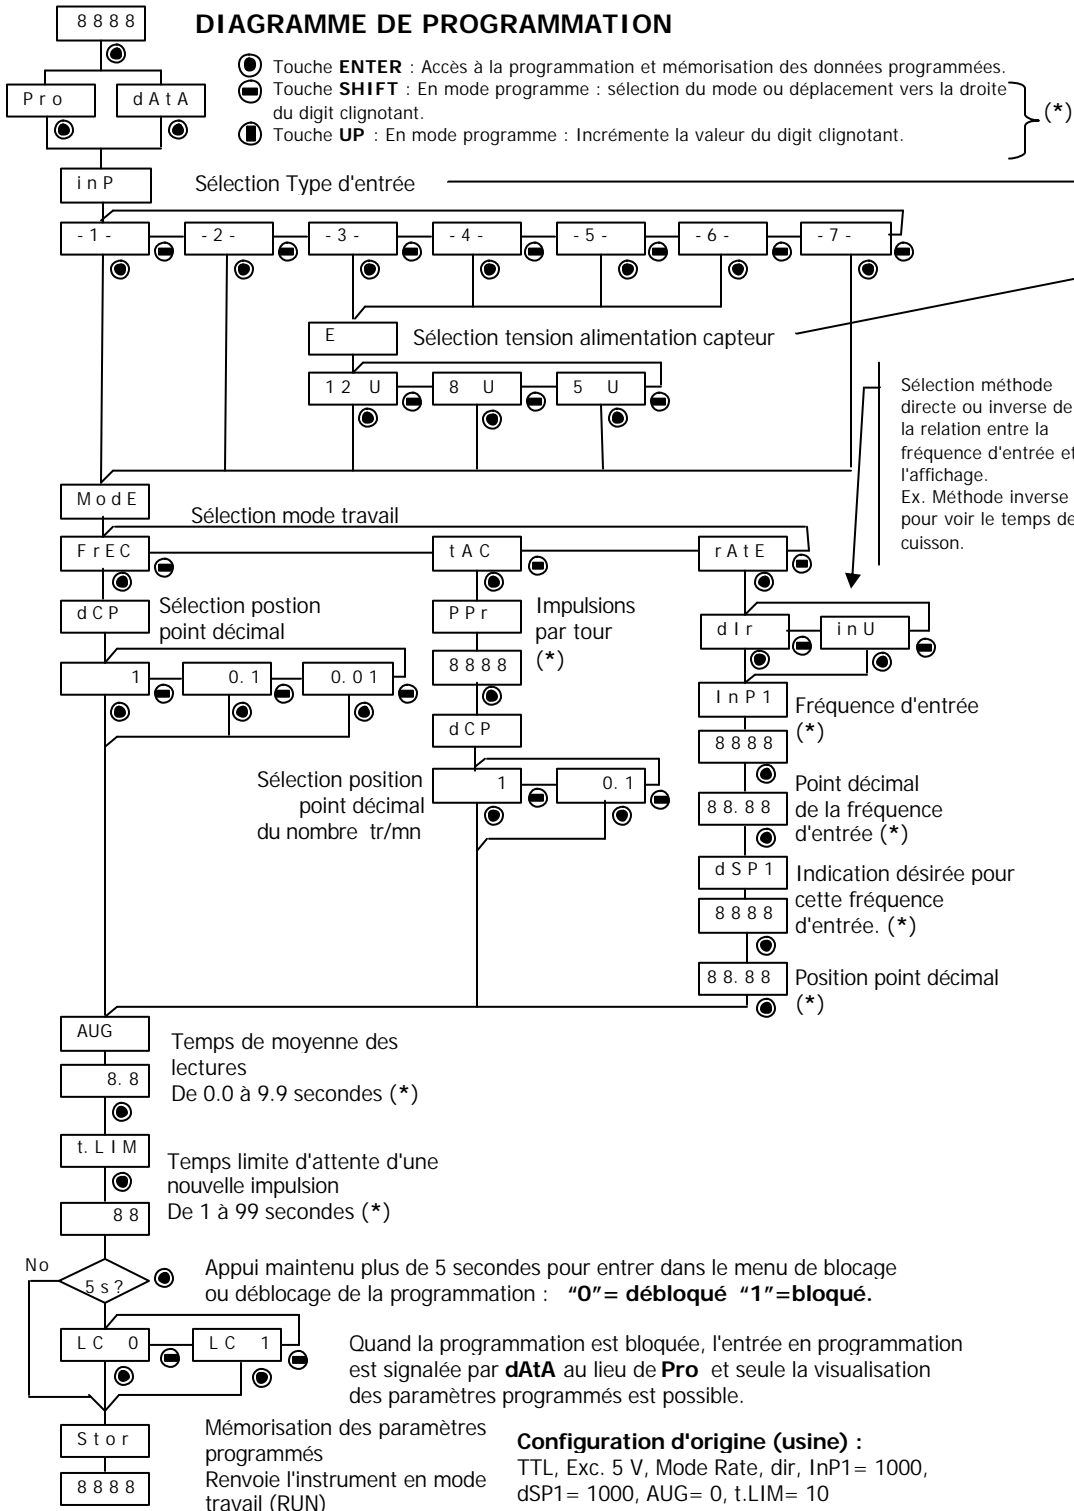 8888
DIAGRAMME DE PROGRAMMATION
Touche ENTER : Accès à la programmation et mémorisation des données programmées.
Touche SHIFT : En mode programme : sélection du mode ou déplacement vers la droite
du digit clignotant.
Touche UP : En mode programme : Incrémente la valeur du digit clignotant.
(*)
Pro
dAtA
inP
Sélection Type d'entrée
-1-
-2-
-3-
-4-
-5-
-6-
-7-
E
Sélection tension alimentation capteur
12 U
8 U
5 U
Sélection méthode
directe ou inverse de
la relation entre la
fréquence d'entrée et
l'affichage.
Ex. Méthode inverse
pour voir le temps de
cuisson.
ModE
Sélection mode travail
FrEC
tAC
rAtE
dCP
Sélection postion
point décimal
1
0.1
0.01
PPr
Impulsions
par tour
(*)
8888
dCP
Sélection position
point décimal
du nombre tr/mn
1
0.1
dIr
inU
InP1
Fréquence d'entrée
(*)
8888
88.88
Point décimal
de la fréquence
d'entrée (*)
dSP1
Indication désirée pour
cette fréquence
d'entrée. (*)
8888
88.88
Position point décimal
(*)
AUG
8.8
Temps de moyenne des
lectures
De 0.0 à 9.9 secondes (*)
t.LIM
88
Temps limite d'attente d'une
nouvelle impulsion
De 1 à 99 secondes (*)
No
5 s?
Appui maintenu plus de 5 secondes pour entrer dans le menu de blocage
ou déblocage de la programmation : “0”= débloqué “1”=bloqué.
LC 0
LC 1
Quand la programmation est bloquée, l'entrée en programmation
est signalée par dAtA au lieu de Pro et seule la visualisation
des paramètres programmés est possible.
Stor
8888
Mémorisation des paramètres
programmés
Renvoie l'instrument en mode
travail (RUN)
Configuration d'origine (usine) :
TTL, Exc. 5 V, Mode Rate, dir, InP1= 1000,
dSP1= 1000, AUG= 0, t.LIM= 10